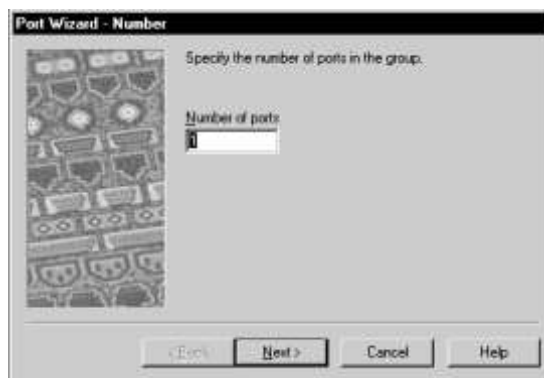 Port Wizard - Number
Specify the number of ports in the group.
Number of ports
1
< Back
Next >
Cancel
Help